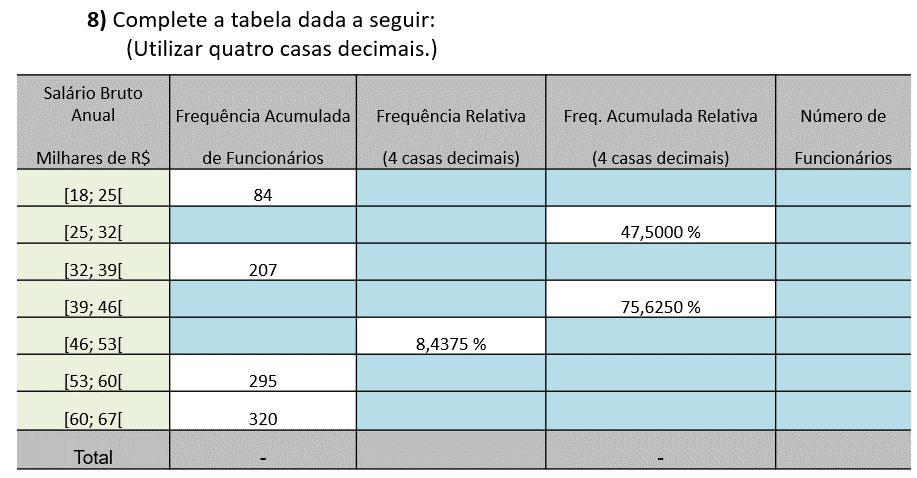 8) Complete a tabela dada a seguir:
(Utilizar quatro casas decimais.)
Salário Bruto
Anual
Milhares de R$
Frequência Acumulada
de Funcionários
Frequência Relativa
(4 casas decimais)
Freq. Acumulada Relativa
(4 casas decimais)
Número de
Funcionários
[18; 25[ 84
[25; 32[ 47,5000 %
[32; 39[ 207
[39; 46[ 75,6250 %
[46; 53[ 8,4375 %
[53; 60[ 295
[60; 67[ 320
Total - -